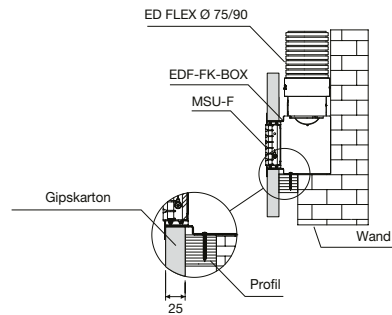 ED FLEX Ø 75/90
EDF-FK-BOX
MSU-F
Gipskarton
Wand
Profil
25